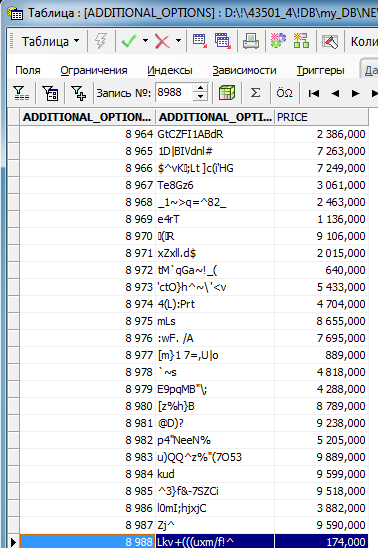 Таблица : [ADDITIONAL_OPTIONS] : D:\!\43501_4\!DB\my_DB\NE
Таблица
Коли
Поля Ограничения Индексы Зависимости Триггеры Да
Запись №: 8988 Σ ÖΩ
ADDITIONAL_OPTION... ADDITIONAL_OPTI... PRICE
8 964 GtCZFI1ABdR 2 386,000
8 965 1D|BIVdnl# 7 263,000
8 966 $^vK▯;Lt ]c(i'HG 7 249,000
8 967 Te8Gz6 3 061,000
8 968 _1~>q=^82_ 2 463,000
8 969 e4rT 1 136,000
8 970 ▯(▯R 9 106,000
8 971 xZxll.d$ 2 015,000
8 972 tM`qGa~!_( 640,000
8 973 'ctO}h^~\'<v 5 433,000
8 974 4(L):Prt 4 704,000
8 975 mLs 8 655,000
8 976 :wF. /A 7 695,000
8 977 [m}1 7=,U|o 889,000
8 978 `~s 4 818,000
8 979 E9pqMB"\; 4 288,000
8 980 [z%h}B 8 789,000
8 981 @D)? 9 238,000
8 982 p4"NeeN% 5 205,000
8 983 u)QQ^z%"(7O53 9 889,000
8 984 kud 9 599,000
8 985 ^3}f&-7SZCi 9 518,000
8 986 l0mI;hjxjC 3 882,000
8 987 Zj^ 9 590,000
8 988 Lkv+(((uxm/f!^ 174,000